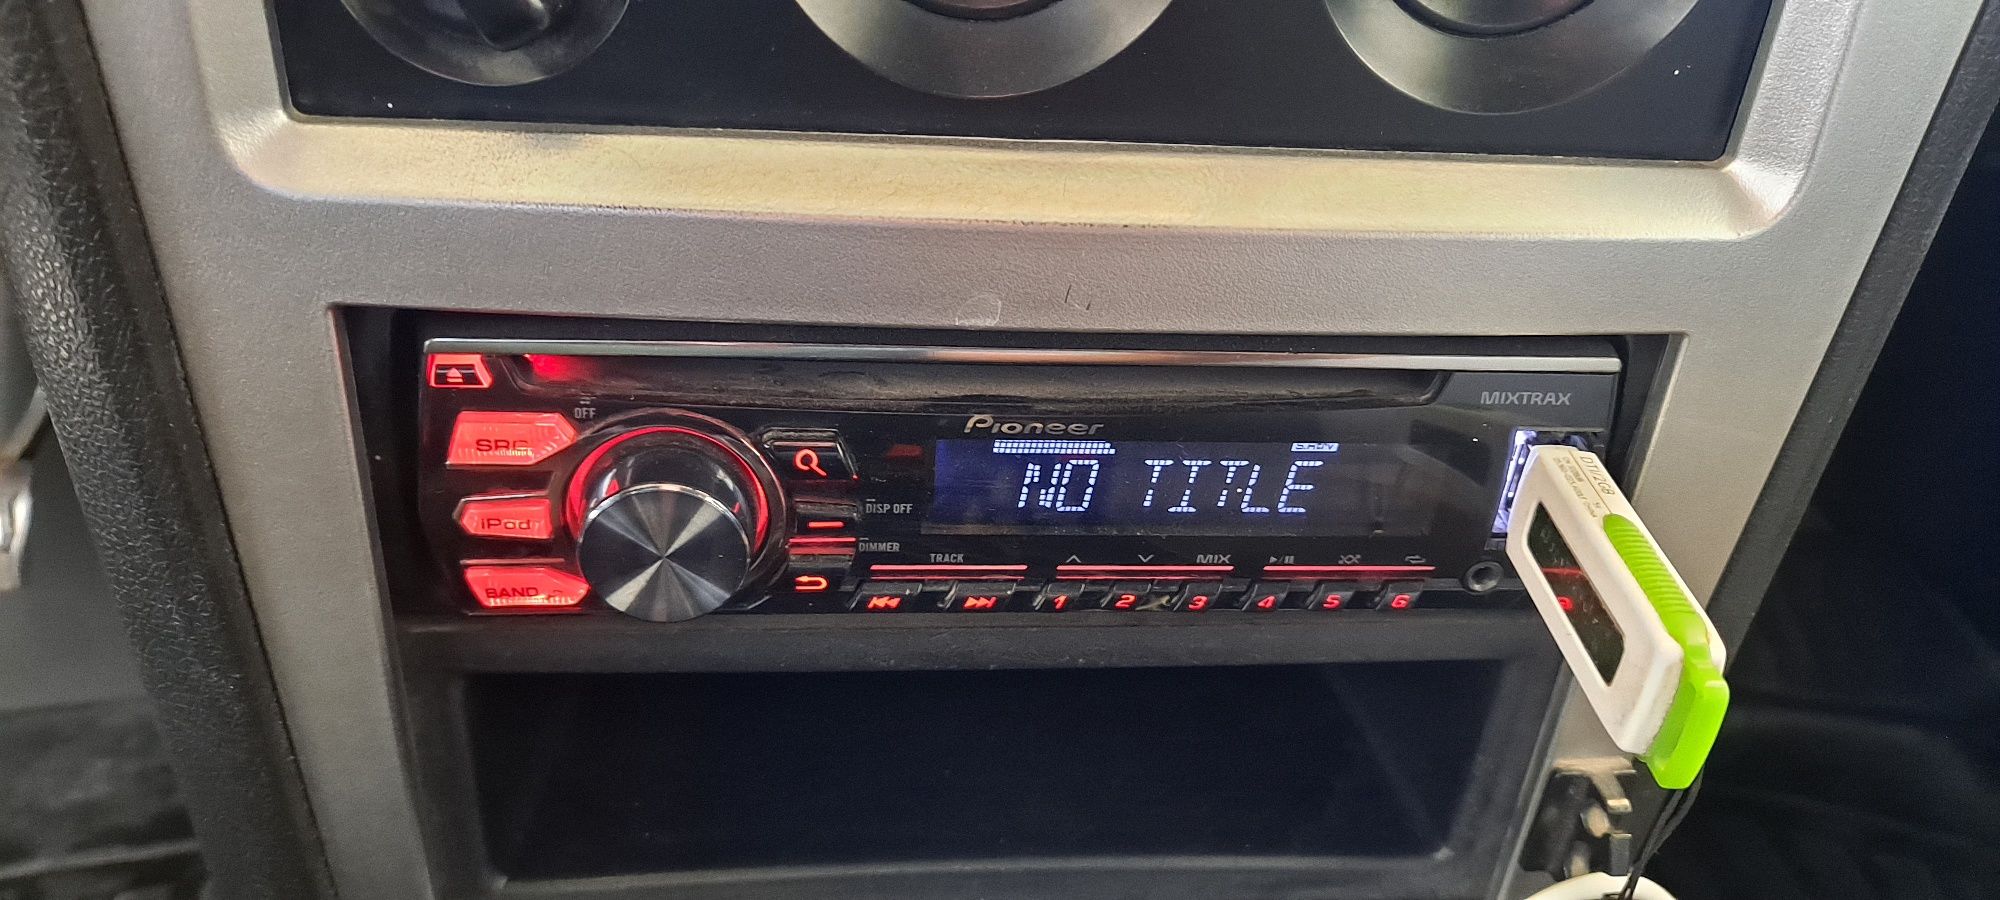 MIXTRAX
OFF
SRC
Pioneer
NO TITLE
iPod
DISP OFF
DIMMER
TRACK
MIX
BAND
1 2 3 4 5 6